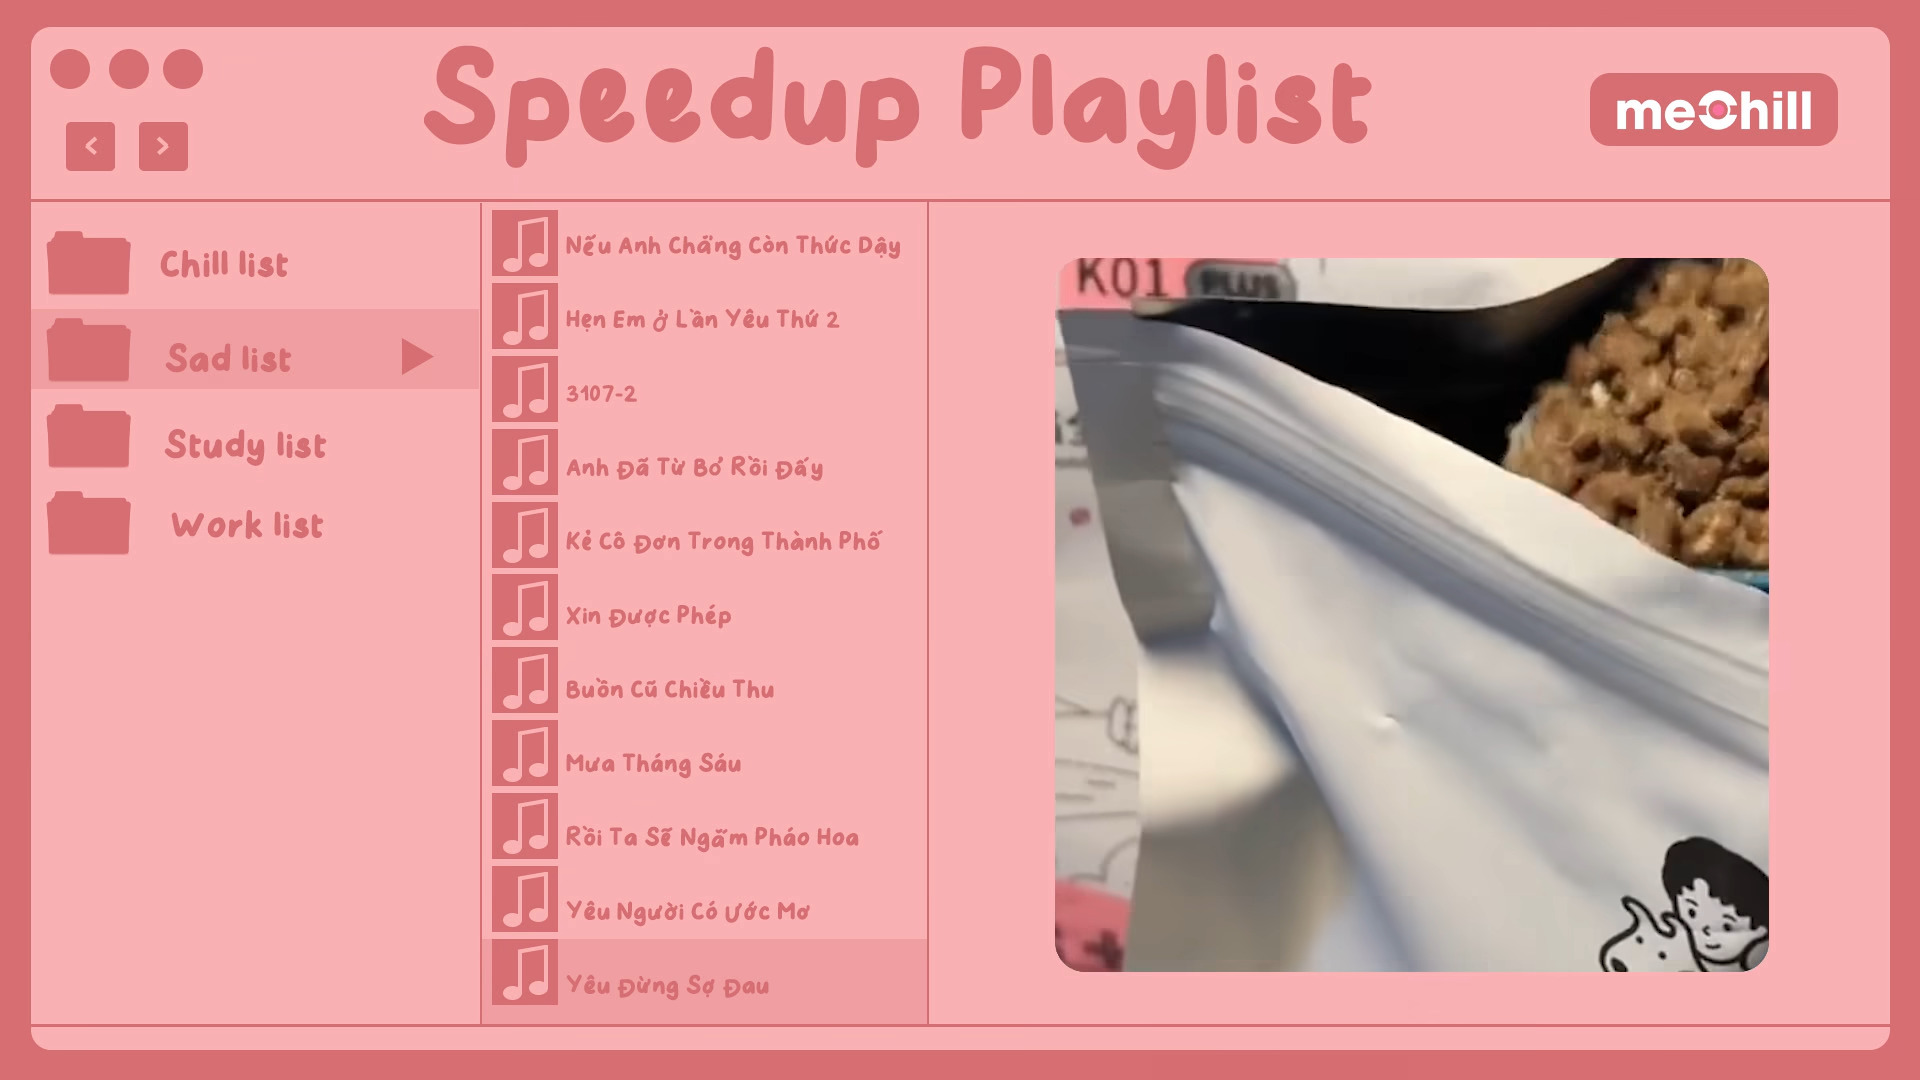 Speedup Playlist
mechill
Chill list
Sad list
Study list
Work list
Nếu Anh Chẳng Còn Thức Dậy
Hẹn Em Ở Lần Yêu Thứ 2
3107-2
Anh Đã Từ Bỏ Rồi Đấy
Kẻ Cô Đơn Trong Thành Phố
Xin Được Phép
Buồn Cũ Chiều Thu
Mưa Tháng Sáu
Rồi Ta Sẽ Ngắm Pháo Hoa
Yêu Người Có Ước Mơ
Yêu Đừng Sợ Đau
K01 PLUS